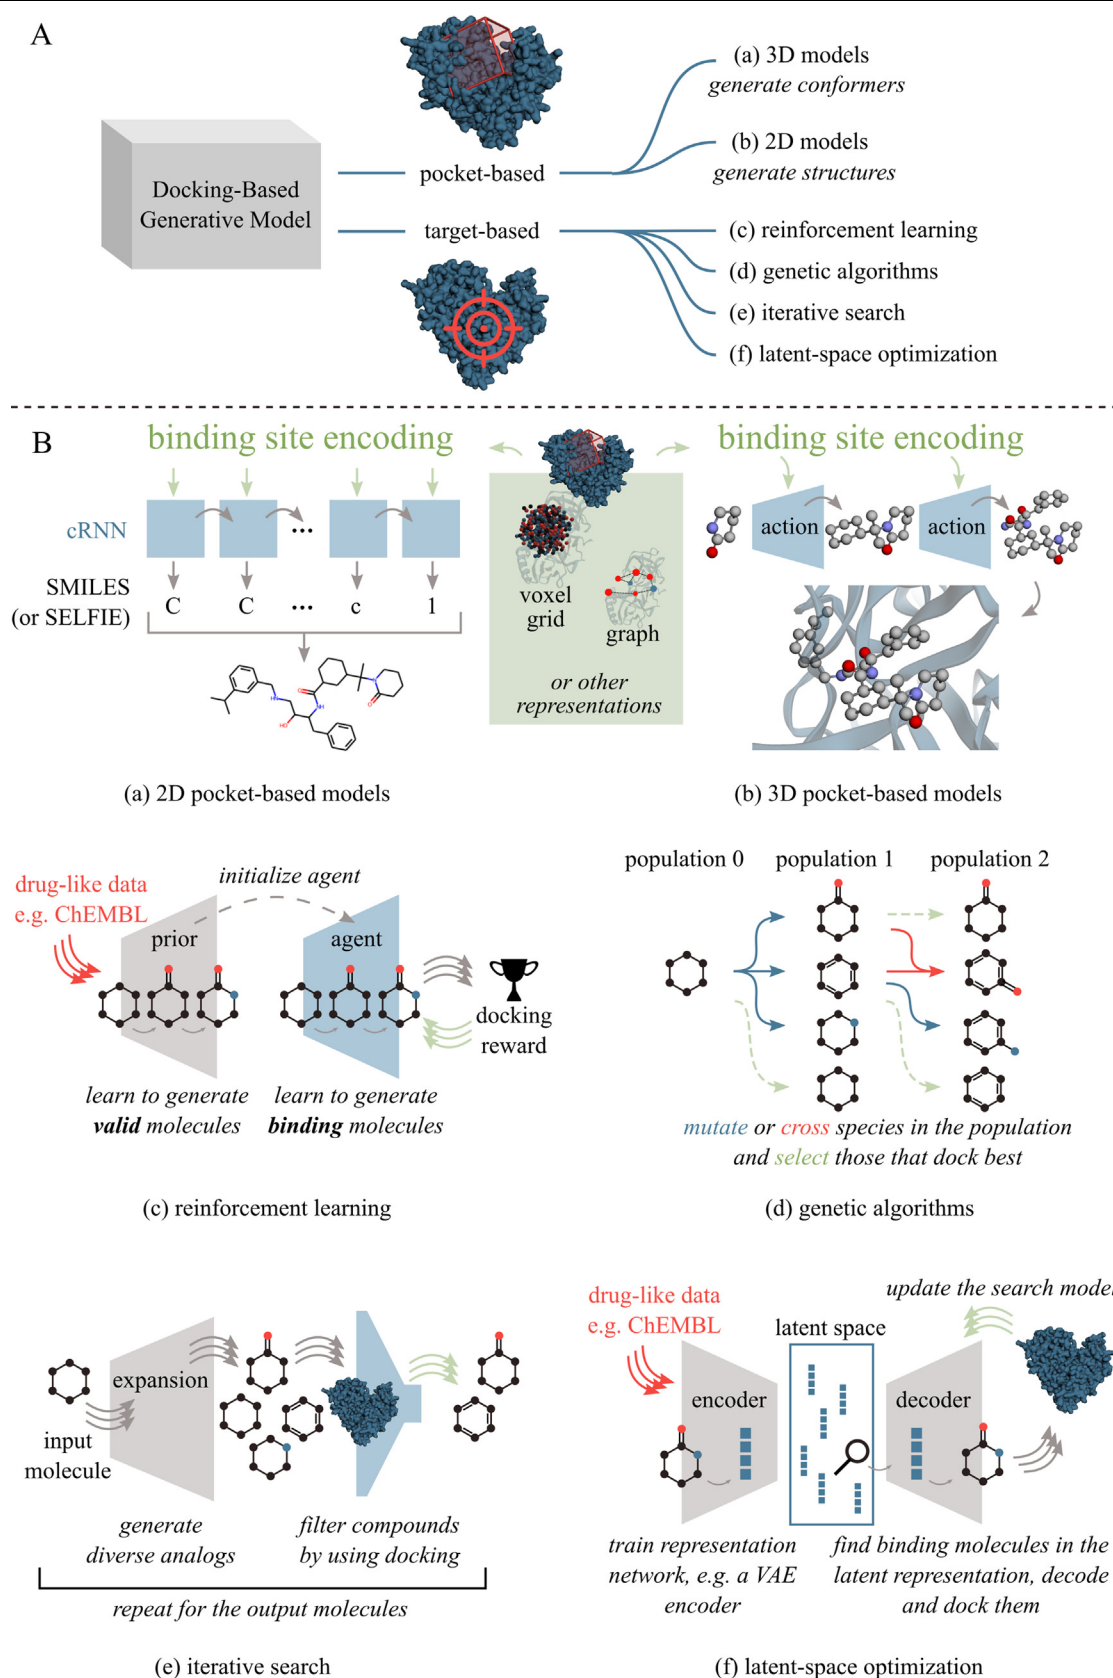 A
Docking-Based
Generative Model
pocket-based
target-based
(a) 3D models
generate conformers
(b) 2D models
generate structures
(c) reinforcement learning
(d) genetic algorithms
(e) iterative search
(f) latent-space optimization
B
binding site encoding
cRNN
...
SMILES
(or SELFIE)
C C ... c 1
NH
O
NH
HO
N
O
(a) 2D pocket-based models
voxel
grid
graph
or other
representations
binding site encoding
action
action
(b) 3D pocket-based models
drug-like data
e.g. ChEMBL
initialize agent
prior
agent
docking
reward
learn to generate
valid molecules
learn to generate
binding molecules
(c) reinforcement learning
population 0 population 1 population 2
mutate or cross species in the population
and select those that dock best
(d) genetic algorithms
input
molecule
expansion
generate
diverse analogs
filter compounds
by using docking
repeat for the output molecules
(e) iterative search
drug-like data
e.g. ChEMBL
latent space
update the search model
encoder
decoder
train representation
network, e.g. a VAE
encoder
find binding molecules in the
latent representation, decode
and dock them
(f) latent-space optimization